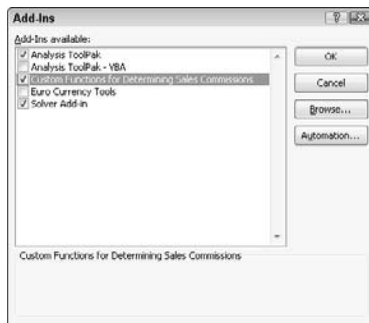 Add-Ins
Add-Ins available:
Analysis ToolPak
Analysis ToolPak - VBA
Custom Functions for Determining Sales Commissions
Euro Currency Tools
Solver Add-in
OK
Cancel
Browse...
Automation...
Custom Functions for Determining Sales Commissions